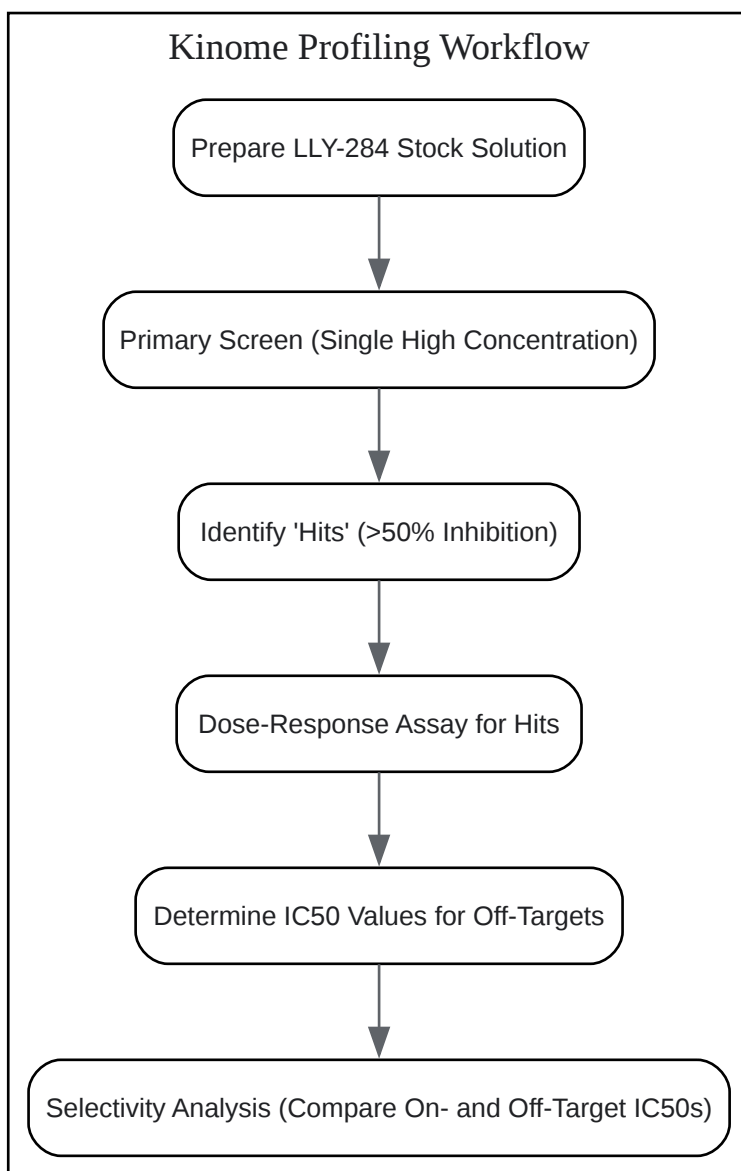 Kinome Profiling Workflow
Prepare LLY-284 Stock Solution
Primary Screen (Single High Concentration)
Identify 'Hits' (>50% Inhibition)
Dose-Response Assay for Hits
Determine IC50 Values for Off-Targets
Selectivity Analysis (Compare On- and Off-Target IC50s)